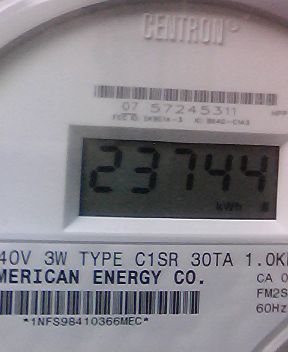 CENTRON®
07 57245311
23744
kWh
40V 3W TYPE C1SR 30TA 1.0K
MERICAN ENERGY CO.
CA 0
FM2S
60Hz
*1NFS98410366MEC*